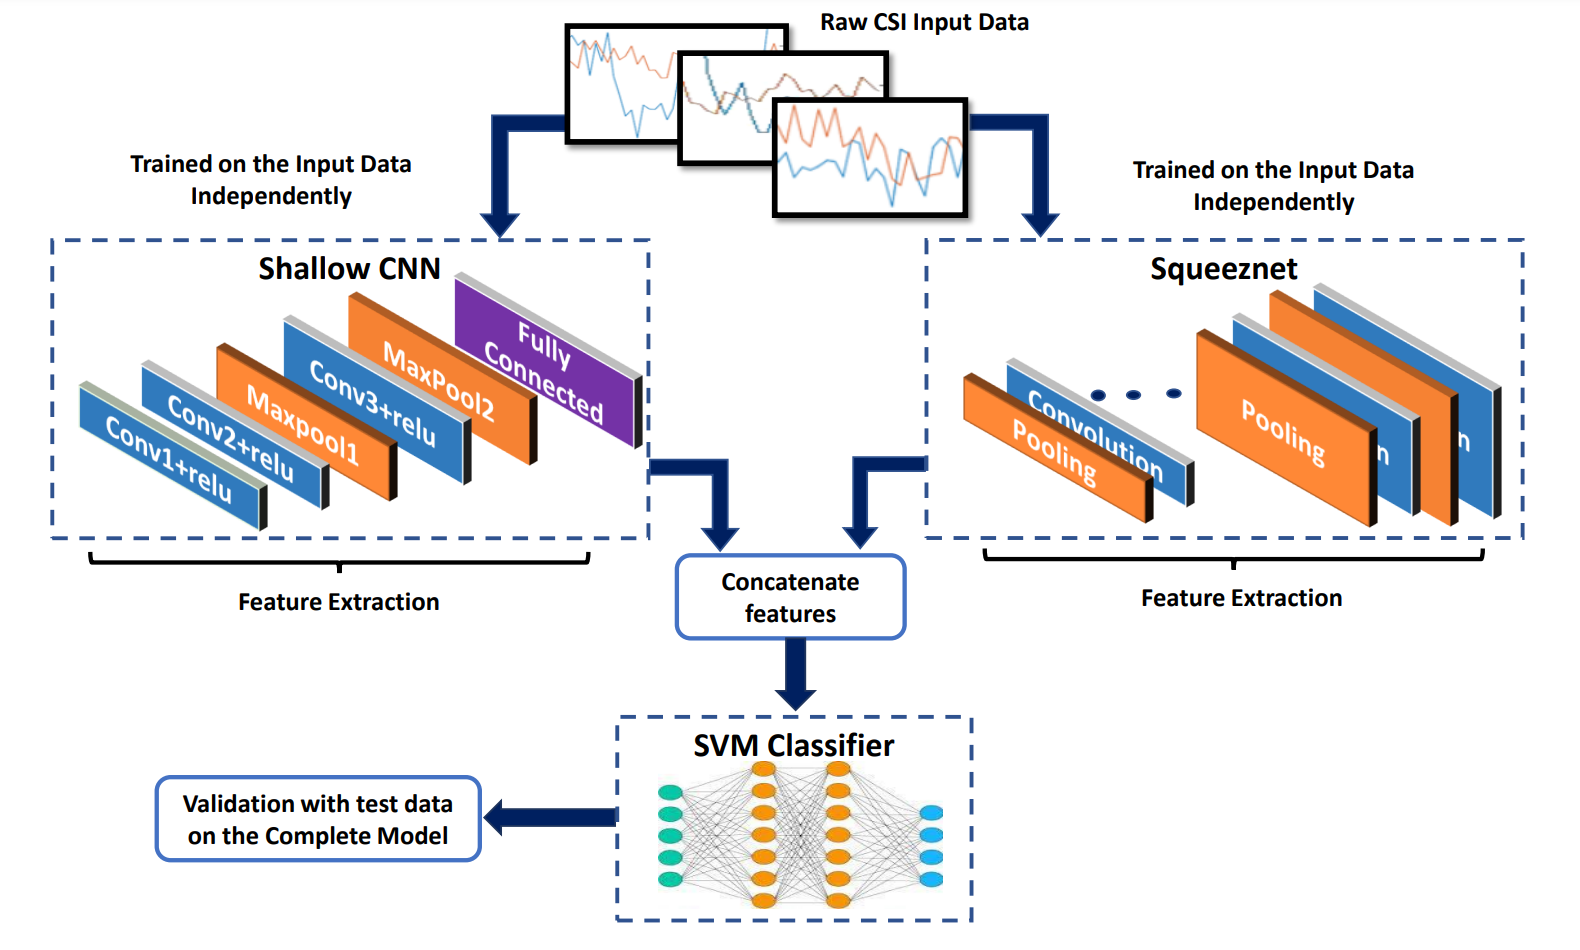 Raw CSI Input Data
Trained on the Input Data
Independently
Trained on the Input Data
Independently
Shallow CNN
Conv1+relu
Conv2+relu
Maxpool1
Conv3+relu
MaxPool2
Fully
Connected
Squeeznet
Pooling
Convolution
Pooling
n
n
Feature Extraction
Feature Extraction
Concatenate
features
SVM Classifier
Validation with test data
on the Complete Model